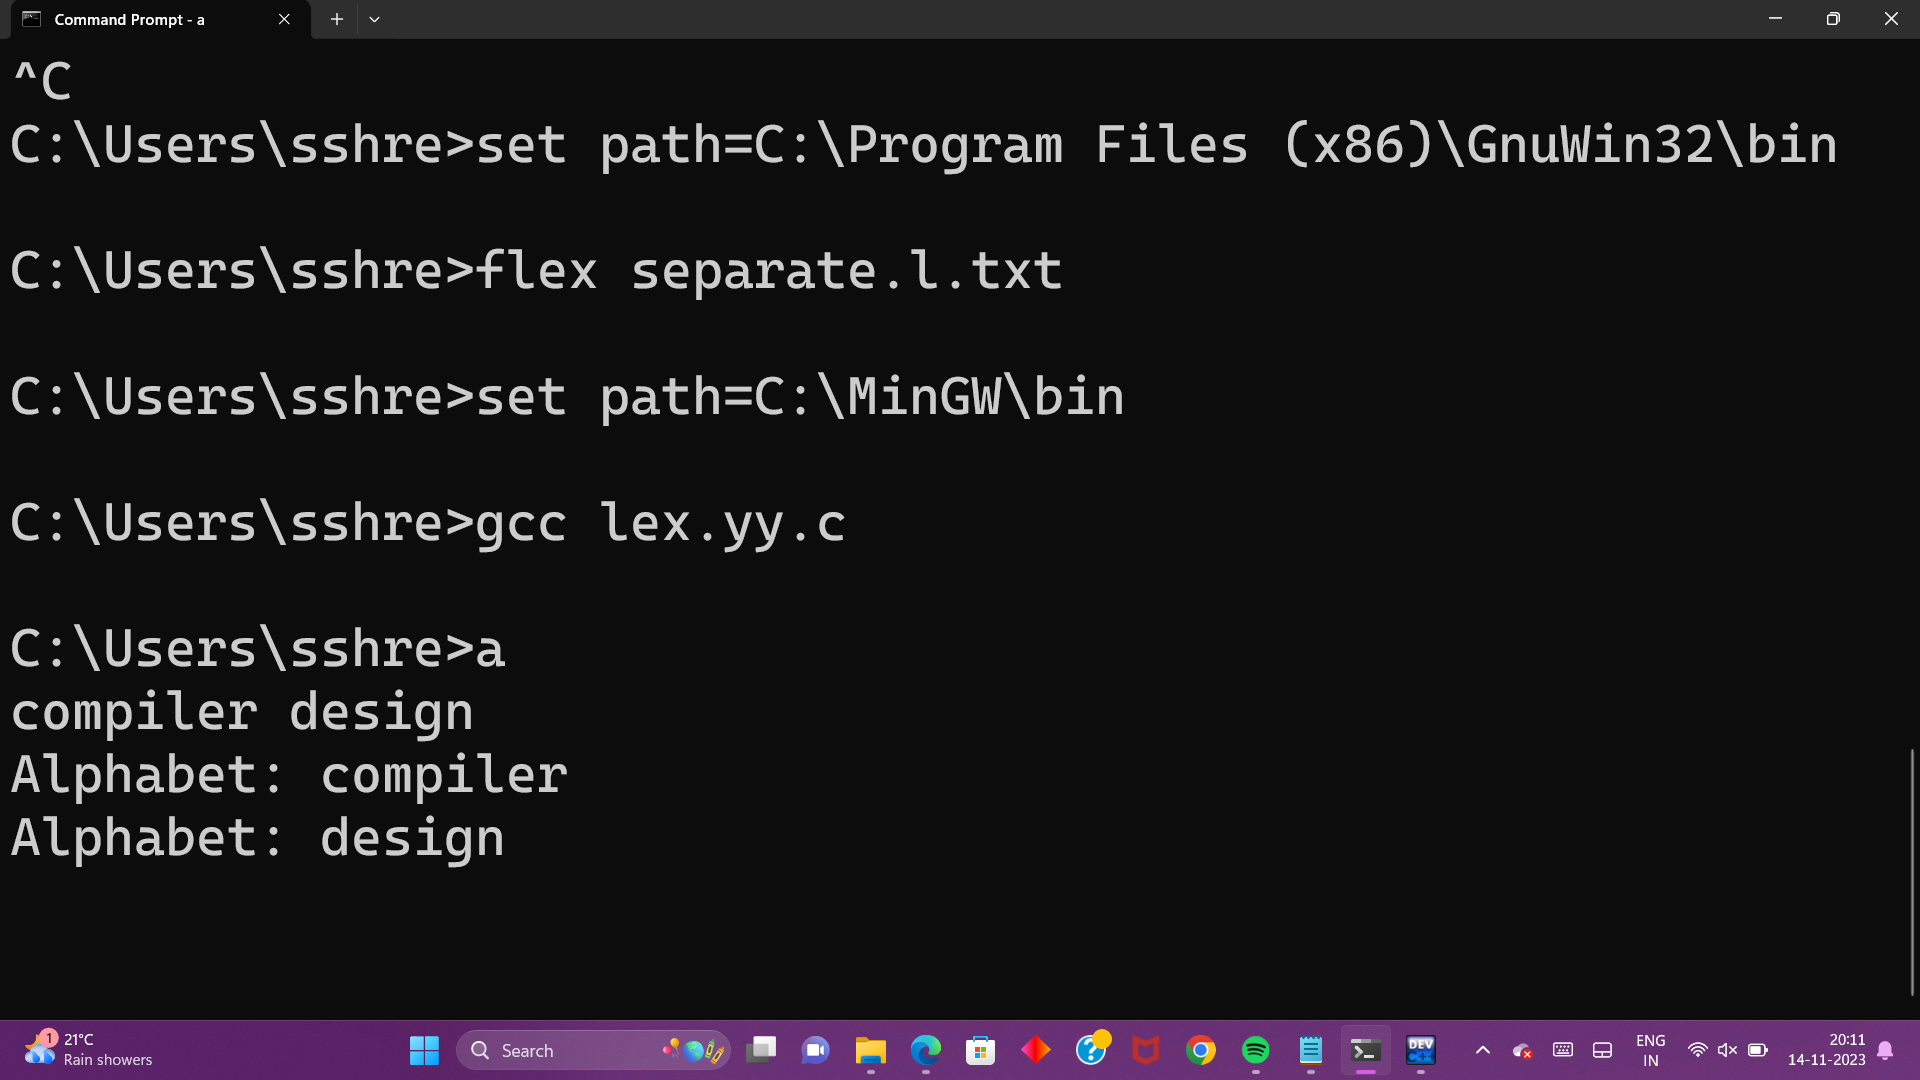 Command Prompt - a
^C
C:\Users\sshre>set path=C:\Program Files (x86)\GnuWin32\bin
C:\Users\sshre>flex separate.l.txt
C:\Users\sshre>set path=C:\MinGW\bin
C:\Users\sshre>gcc lex.yy.c
C:\Users\sshre>a
compiler design
Alphabet: compiler
Alphabet: design
1
21°C
Rain showers
Search
DEV
ENG
IN
20:11
14-11-2023